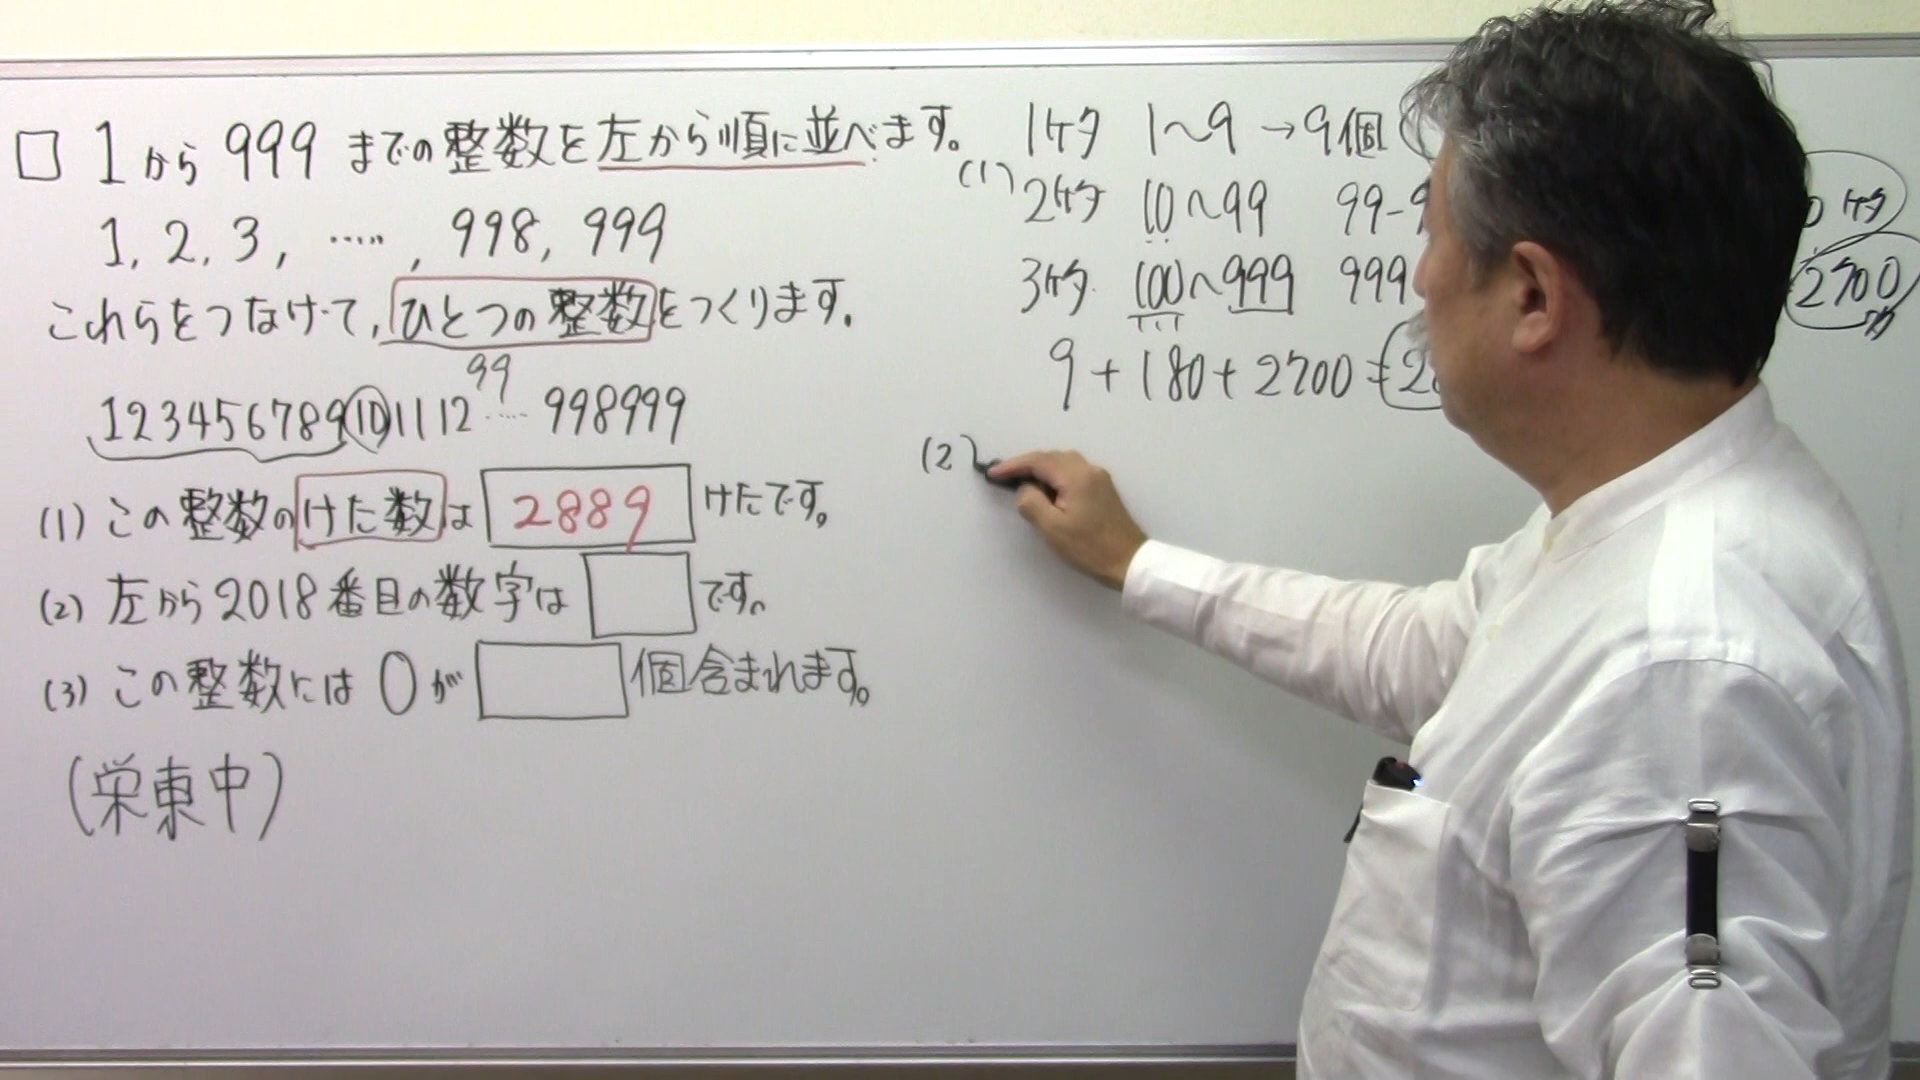 □ 1から999までの整数を左から順に並べます。
1, 2, 3, ‥‥, 998, 999
これらをつなげて, ひとつの整数をつくります。
99
123456789101112‥‥998999
(1) この整数のけた数は 2889 けたです。
(2) 左から2018番目の数字は □ です。
(3) この整数には0が □ 個含まれます。
(栄東中)
1ケタ 1〜9 → 9個
(1)
2ケタ 10〜99 99-9
0ケタ
3ケタ 100〜999 999
2700
9+180+2700=2
(2)